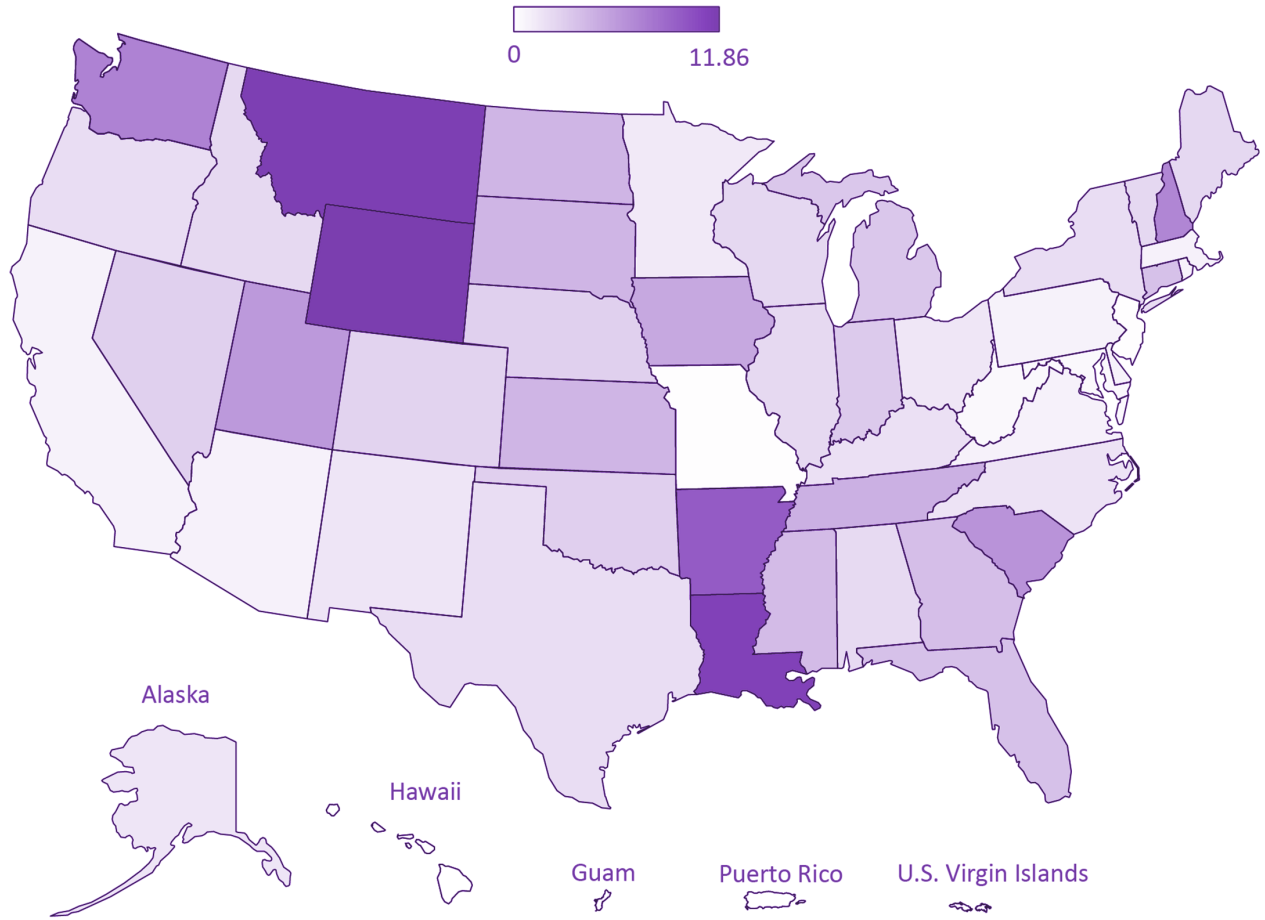 0
11.86
Alaska
Hawaii
Guam
Puerto Rico
U.S. Virgin Islands